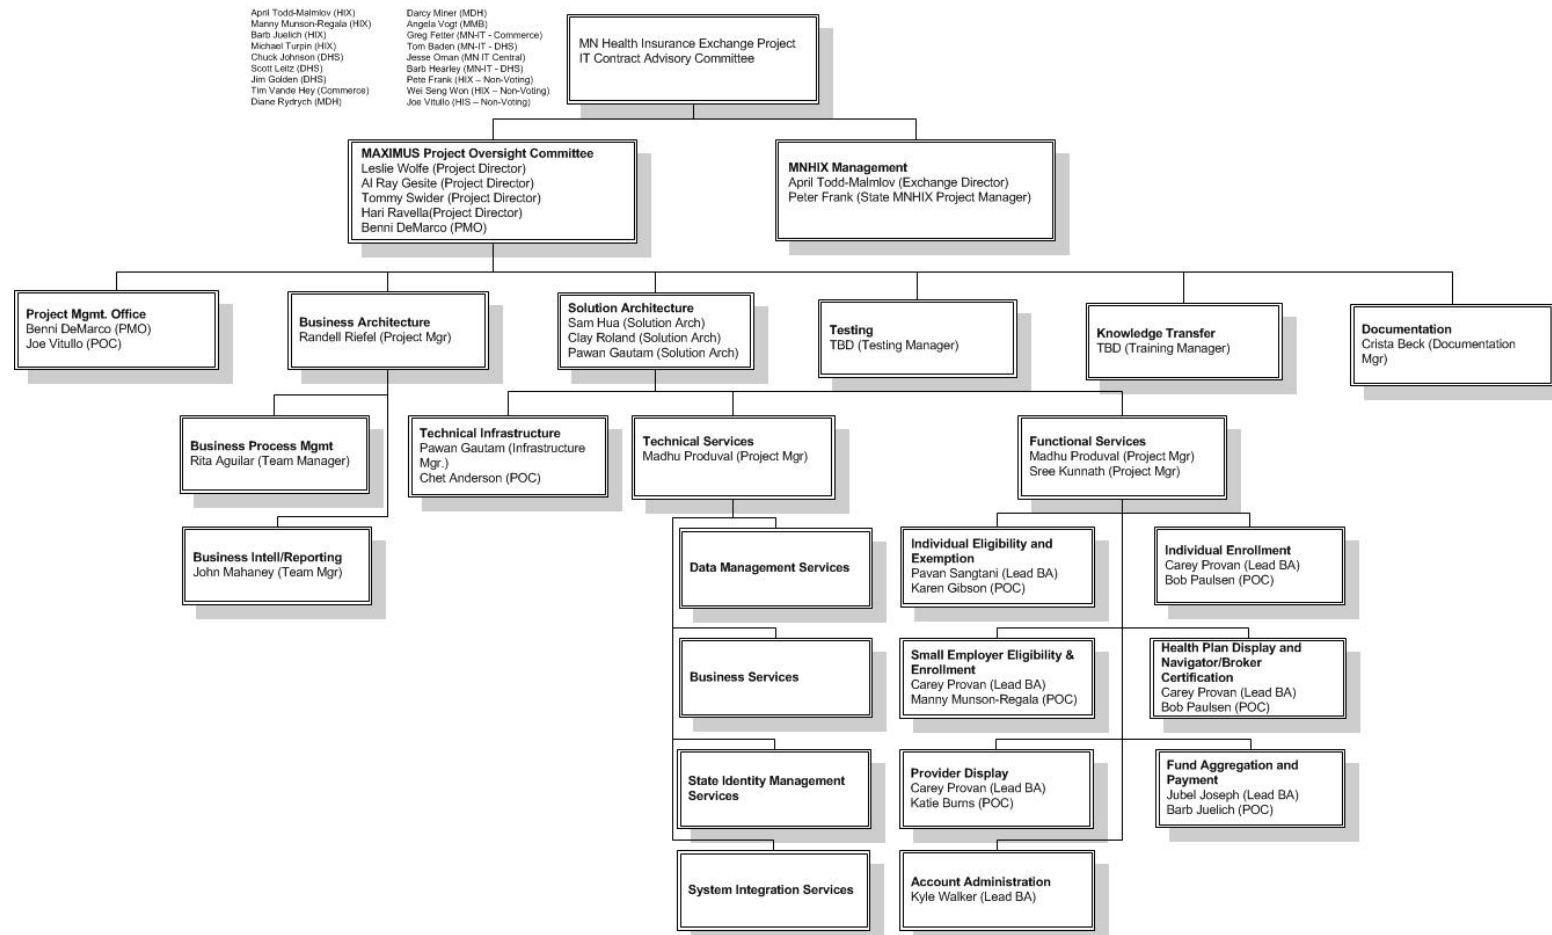 April Todd-Malmlov (HIX)
Manny Munson-Regala (HIX)
Barb Juelich (HIX)
Michael Turpin (HIX)
Chuck Johnson (DHS)
Scott Leitz (DHS)
Jim Golden (DHS)
Tim Vande Hey (Commerce)
Diane Rydrych (MDH)
Darcy Miner (MDH)
Angela Vogt (MMB)
Greg Fetter (MN-IT - Commerce)
Tom Baden (MN-IT - DHS)
Jesse Oman (MN IT Central)
Barb Hearley (MN-IT - DHS)
Pete Frank (HIX – Non-Voting)
Wei Seng Won (HIX – Non-Voting)
Joe Vitullo (HIS – Non-Voting)
MN Health Insurance Exchange Project
IT Contract Advisory Committee
MAXIMUS Project Oversight Committee
Leslie Wolfe (Project Director)
Al Ray Gesite (Project Director)
Tommy Swider (Project Director)
Hari Ravella(Project Director)
Benni DeMarco (PMO)
MNHIX Management
April Todd-Malmlov (Exchange Director)
Peter Frank (State MNHIX Project Manager)
Project Mgmt. Office
Benni DeMarco (PMO)
Joe Vitullo (POC)
Business Architecture
Randell Riefel (Project Mgr)
Solution Architecture
Sam Hua (Solution Arch)
Clay Roland (Solution Arch)
Pawan Gautam (Solution Arch)
Testing
TBD (Testing Manager)
Knowledge Transfer
TBD (Training Manager)
Documentation
Crista Beck (Documentation
Mgr)
Business Process Mgmt
Rita Aguilar (Team Manager)
Technical Infrastructure
Pawan Gautam (Infrastructure
Mgr.)
Chet Anderson (POC)
Technical Services
Madhu Produval (Project Mgr)
Functional Services
Madhu Produval (Project Mgr)
Sree Kunnath (Project Mgr)
Business Intell/Reporting
John Mahaney (Team Mgr)
Data Management Services
Individual Eligibility and
Exemption
Pavan Sangtani (Lead BA)
Karen Gibson (POC)
Individual Enrollment
Carey Provan (Lead BA)
Bob Paulsen (POC)
Business Services
Small Employer Eligibility &
Enrollment
Carey Provan (Lead BA)
Manny Munson-Regala (POC)
Health Plan Display and
Navigator/Broker
Certification
Carey Provan (Lead BA)
Bob Paulsen (POC)
State Identity Management
Services
Provider Display
Carey Provan (Lead BA)
Katie Burns (POC)
Fund Aggregation and
Payment
Jubel Joseph (Lead BA)
Barb Juelich (POC)
System Integration Services
Account Administration
Kyle Walker (Lead BA)